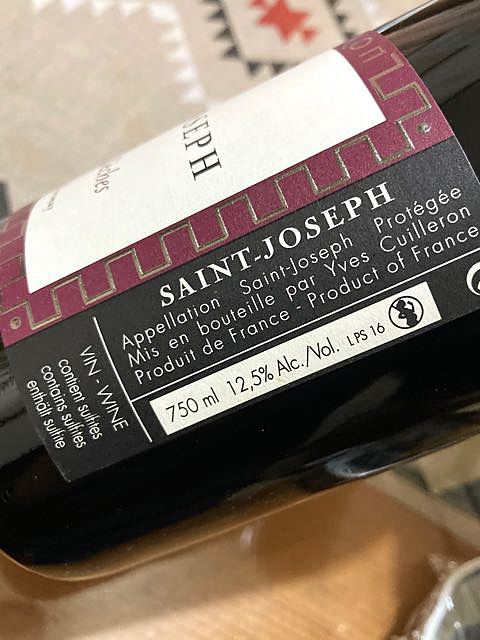 SEPH
SAINT-JOSEPH
Appellation Saint-Joseph Protégée
Mis en bouteille par Yves Cuilleron
Produit de France - Product of France
750 ml 12,5% Alc./Vol. LPS 16
VIN - WINE
contient sulfites
contains sulfites
enthält sulfite